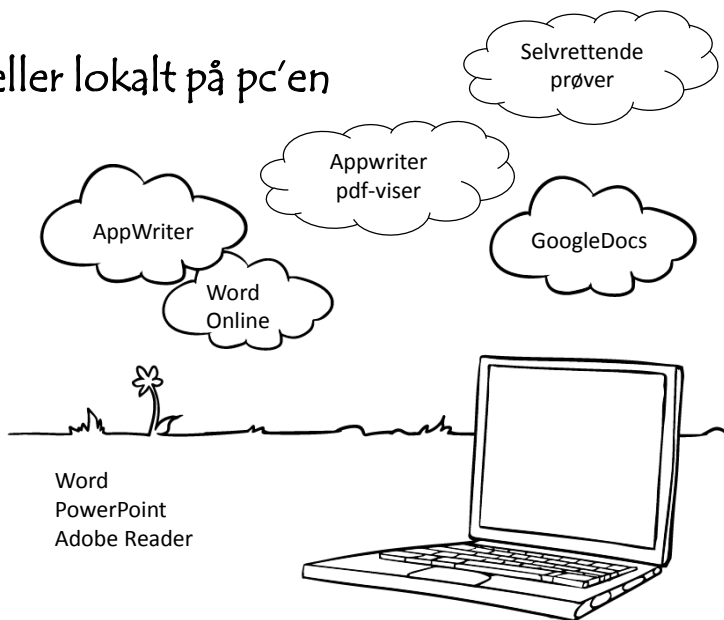 eller lokalt på pc'en
Selvrettende
prøver
Appwriter
pdf-viser
AppWriter
GoogleDocs
Word
Online
Word
PowerPoint
Adobe Reader